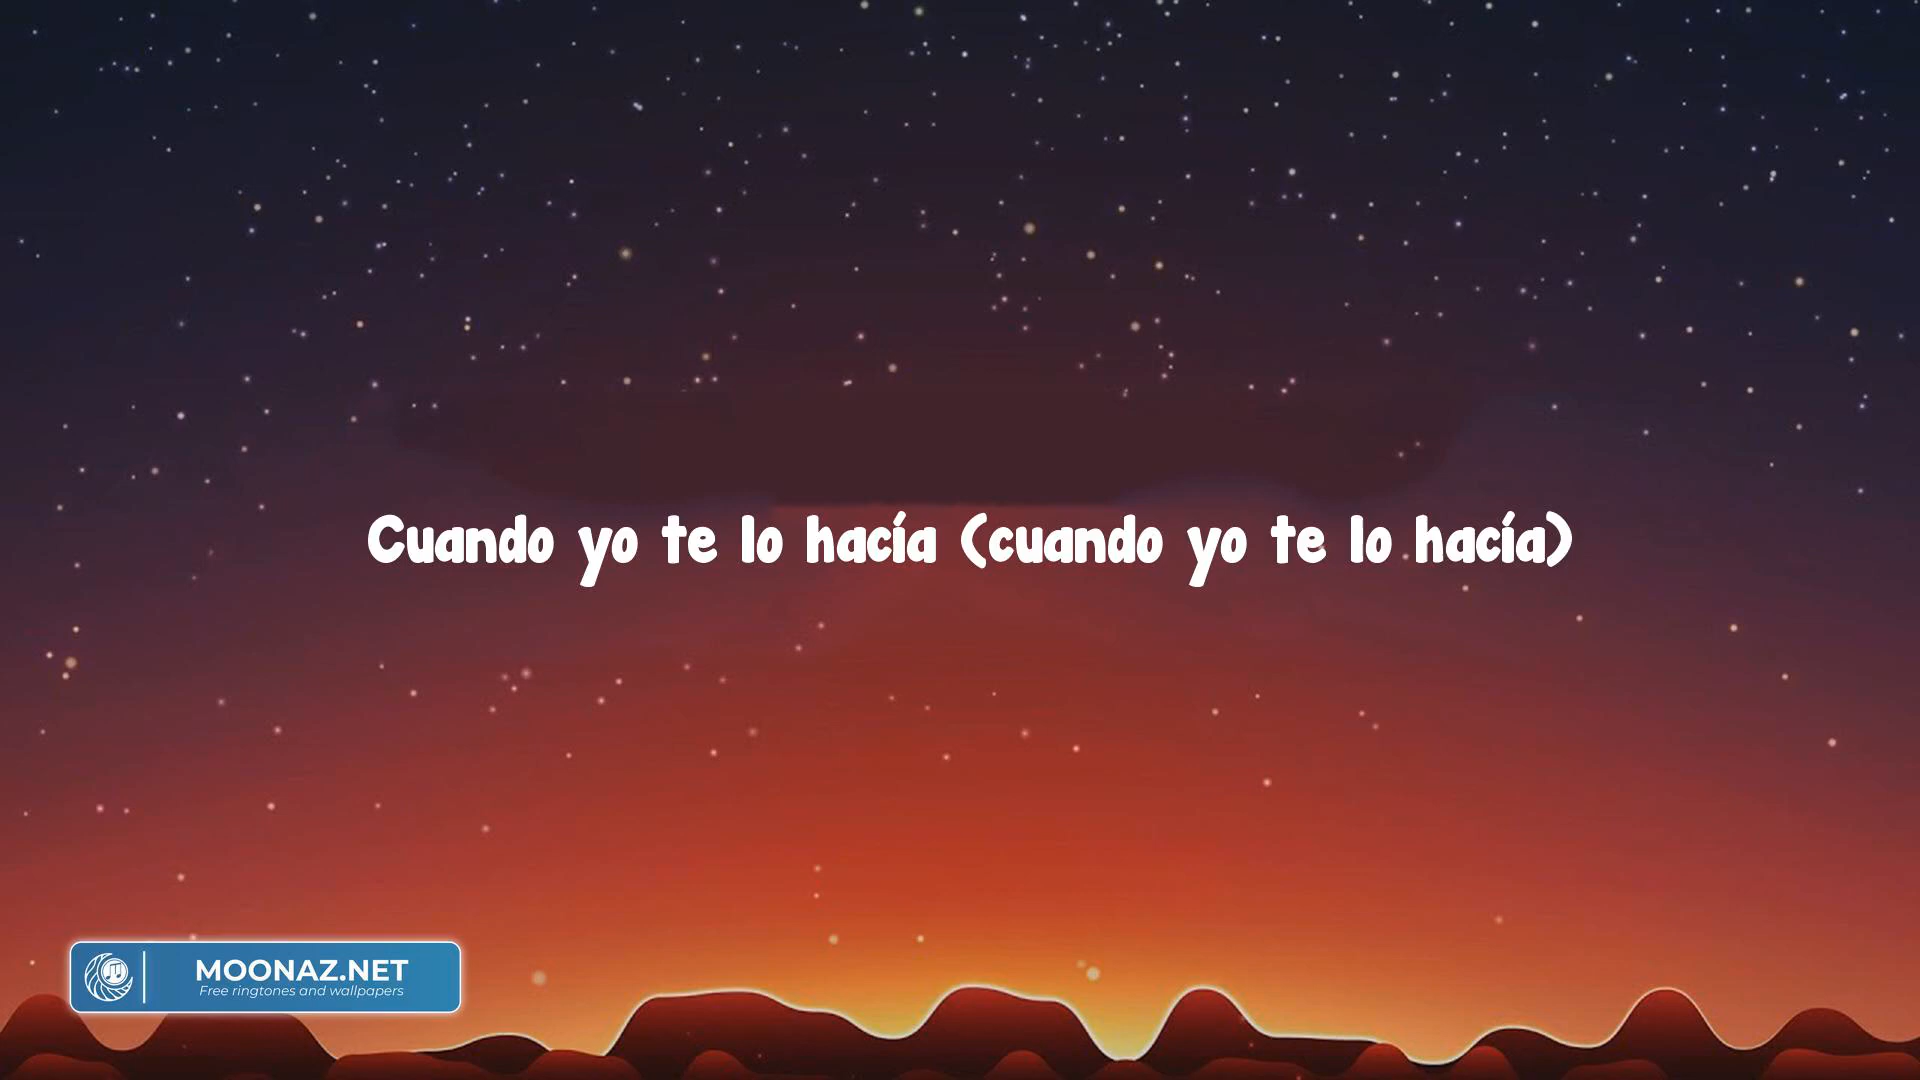 Cuando yo te lo hacía (cuando yo te lo hacía)
MOONAZ.NET
Free ringtones and wallpapers